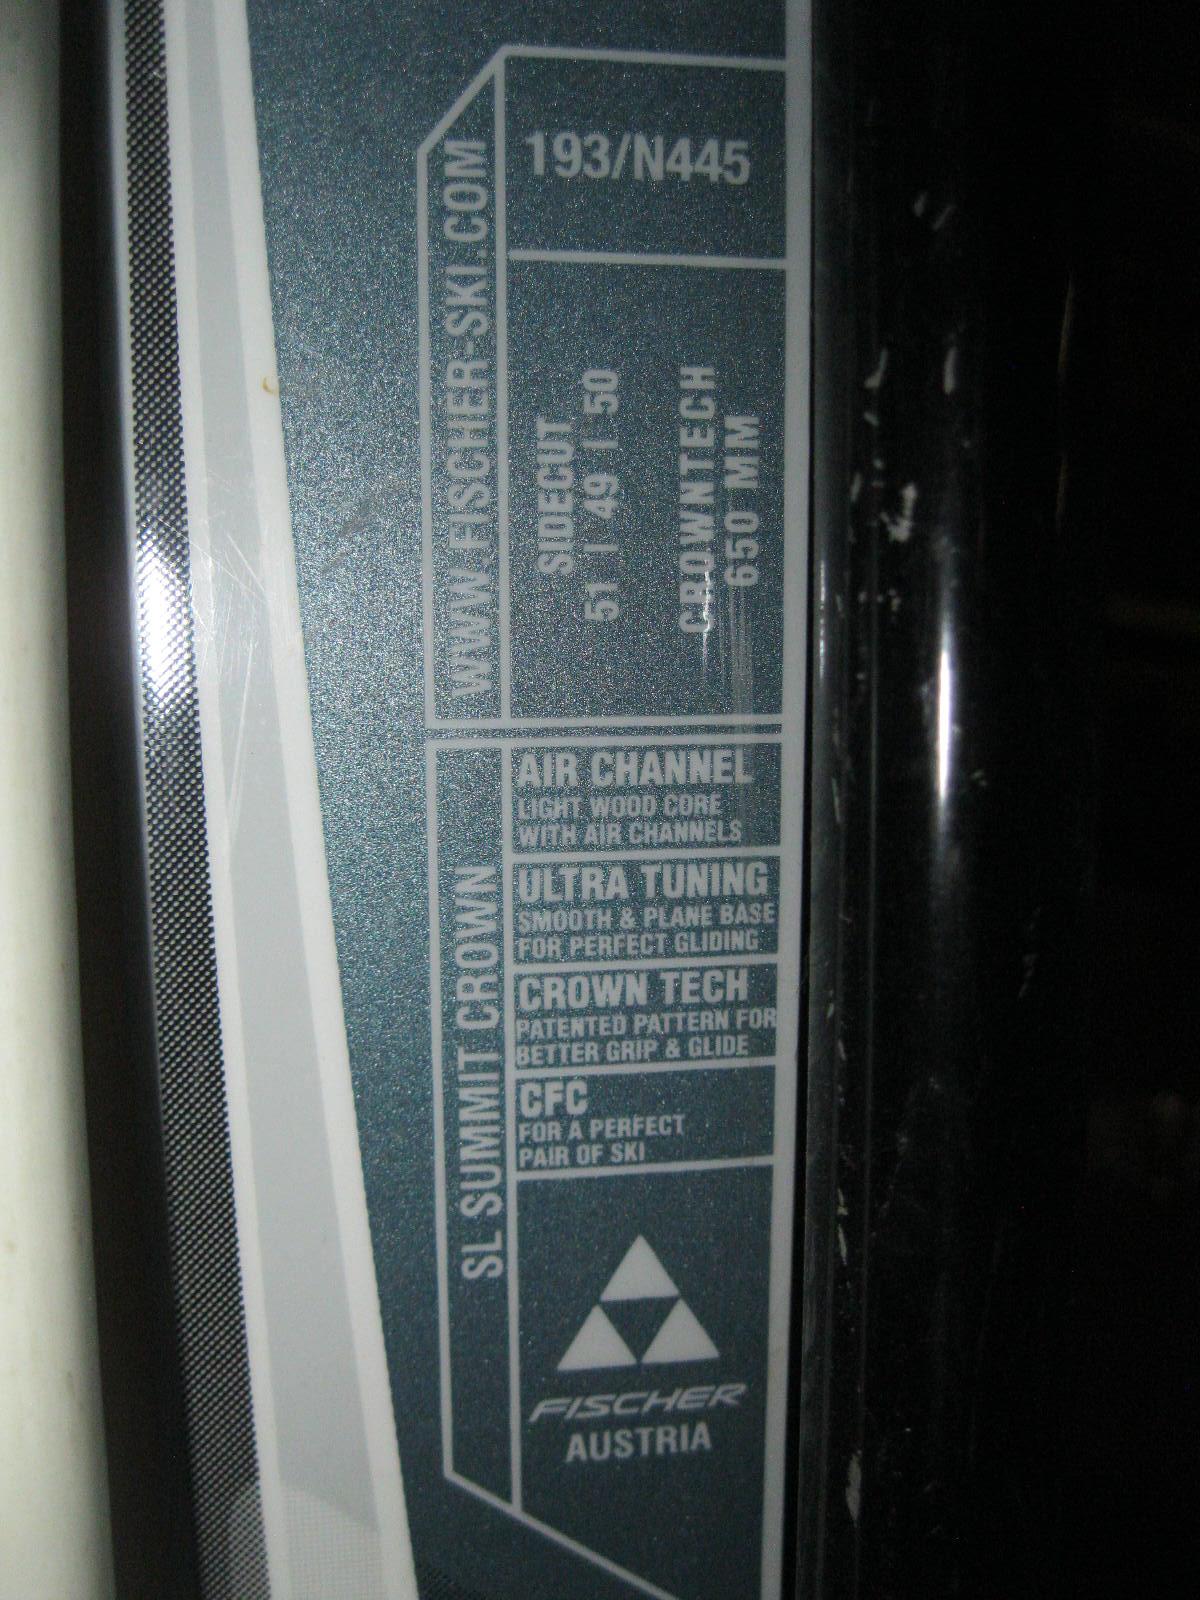 193/N445
WWW.FISCHER-SKI.COM
SIDECUT
51 | 49 | 50
CROWNTECH
650 MM
SL SUMMIT CROWN
AIR CHANNEL
LIGHT WOOD CORE
WITH AIR CHANNELS
ULTRA TUNING
SMOOTH & PLANE BASE
FOR PERFECT GLIDING
CROWN TECH
PATENTED PATTERN FOR
BETTER GRIP & GLIDE
CFC
FOR A PERFECT
PAIR OF SKI
FISCHER
AUSTRIA